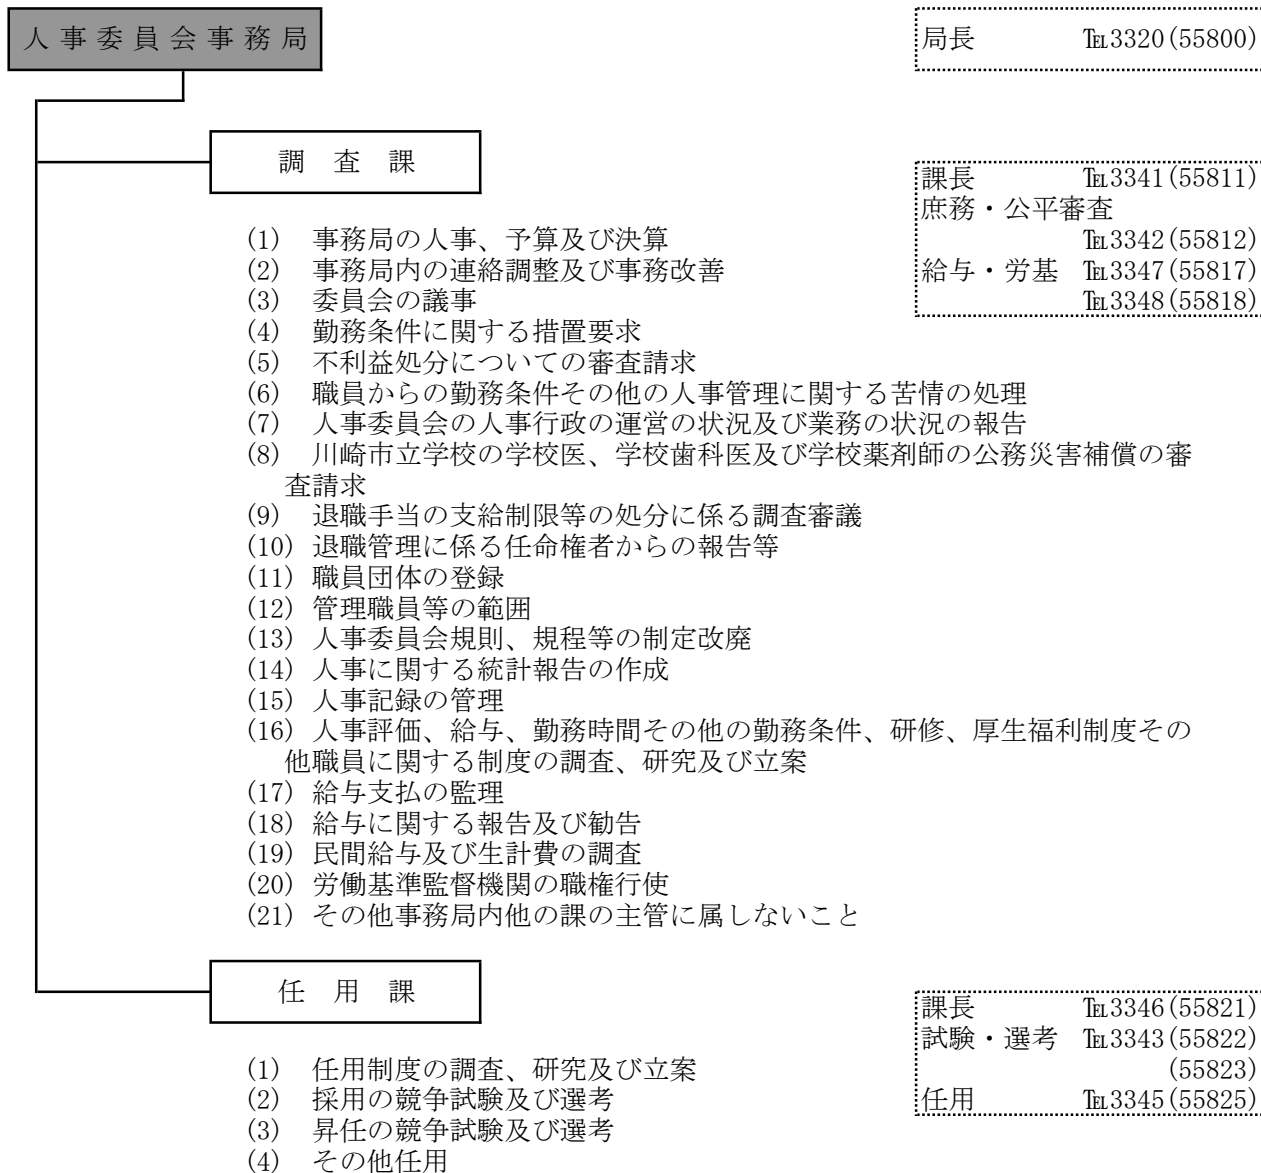 人事委員会事務局
局長 ℡3320(55800)
調査課
課長 ℡3341(55811)
庶務・公平審査
℡3342(55812)
給与・労基 ℡3347(55817)
℡3348(55818)
(1) 事務局の人事、予算及び決算
(2) 事務局内の連絡調整及び事務改善
(3) 委員会の議事
(4) 勤務条件に関する措置要求
(5) 不利益処分についての審査請求
(6) 職員からの勤務条件その他の人事管理に関する苦情の処理
(7) 人事委員会の人事行政の運営の状況及び業務の状況の報告
(8) 川崎市立学校の学校医、学校歯科医及び学校薬剤師の公務災害補償の審
査請求
(9) 退職手当の支給制限等の処分に係る調査審議
(10) 退職管理に係る任命権者からの報告等
(11) 職員団体の登録
(12) 管理職員等の範囲
(13) 人事委員会規則、規程等の制定改廃
(14) 人事に関する統計報告の作成
(15) 人事記録の管理
(16) 人事評価、給与、勤務時間その他の勤務条件、研修、厚生福利制度その
他職員に関する制度の調査、研究及び立案
(17) 給与支払の監理
(18) 給与に関する報告及び勧告
(19) 民間給与及び生計費の調査
(20) 労働基準監督機関の職権行使
(21) その他事務局内他の課の主管に属しないこと
任用課
課長 ℡3346(55821)
試験・選考 ℡3343(55822)
(55823)
任用 ℡3345(55825)
(1) 任用制度の調査、研究及び立案
(2) 採用の競争試験及び選考
(3) 昇任の競争試験及び選考
(4) その他任用